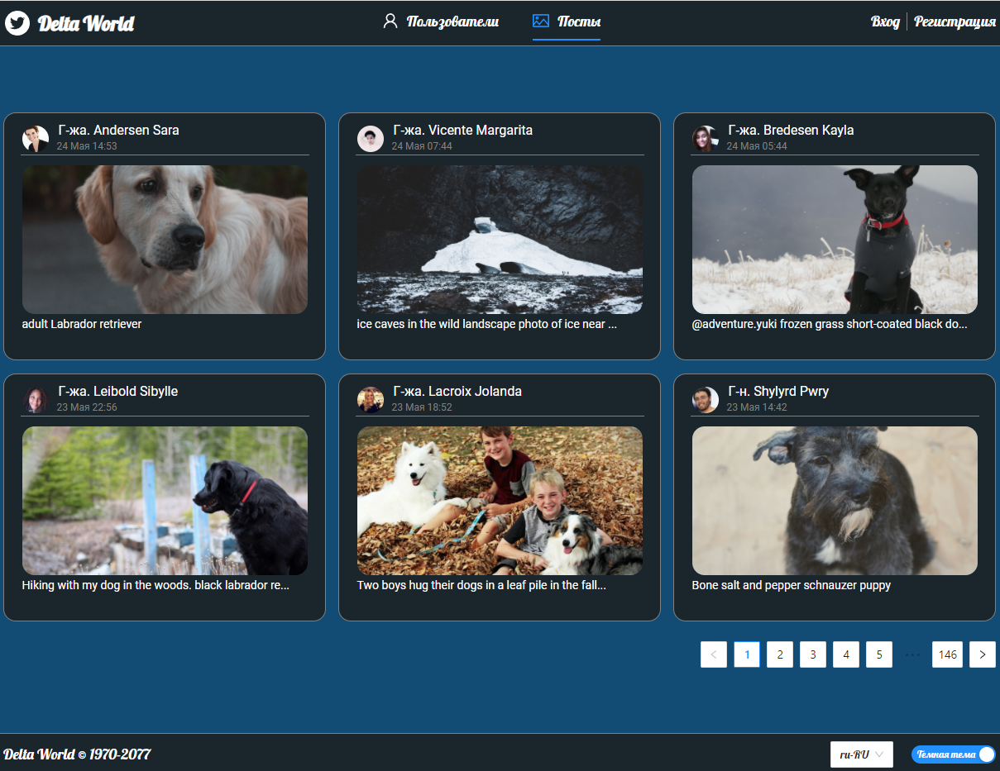 Delta World
Пользователи
Посты
Вход
Регистрация
Г-жа. Andersen Sara
24 Мая 14:53
adult Labrador retriever
Г-жа. Vicente Margarita
24 Мая 07:44
ice caves in the wild landscape photo of ice near ...
Г-жа. Bredesen Kayla
24 Мая 05:44
@adventure.yuki frozen grass short-coated black do...
Г-жа. Leibold Sibylle
23 Мая 22:56
Hiking with my dog in the woods. black labrador re...
Г-жа. Lacroix Jolanda
23 Мая 18:52
Two boys hug their dogs in a leaf pile in the fall...
Г-н. Shylyrd Pwry
23 Мая 14:42
Bone salt and pepper schnauzer puppy
< 1 2 3 4 5 ••• 146 >
Delta World © 1970-2077
ru-RU
Темная тема